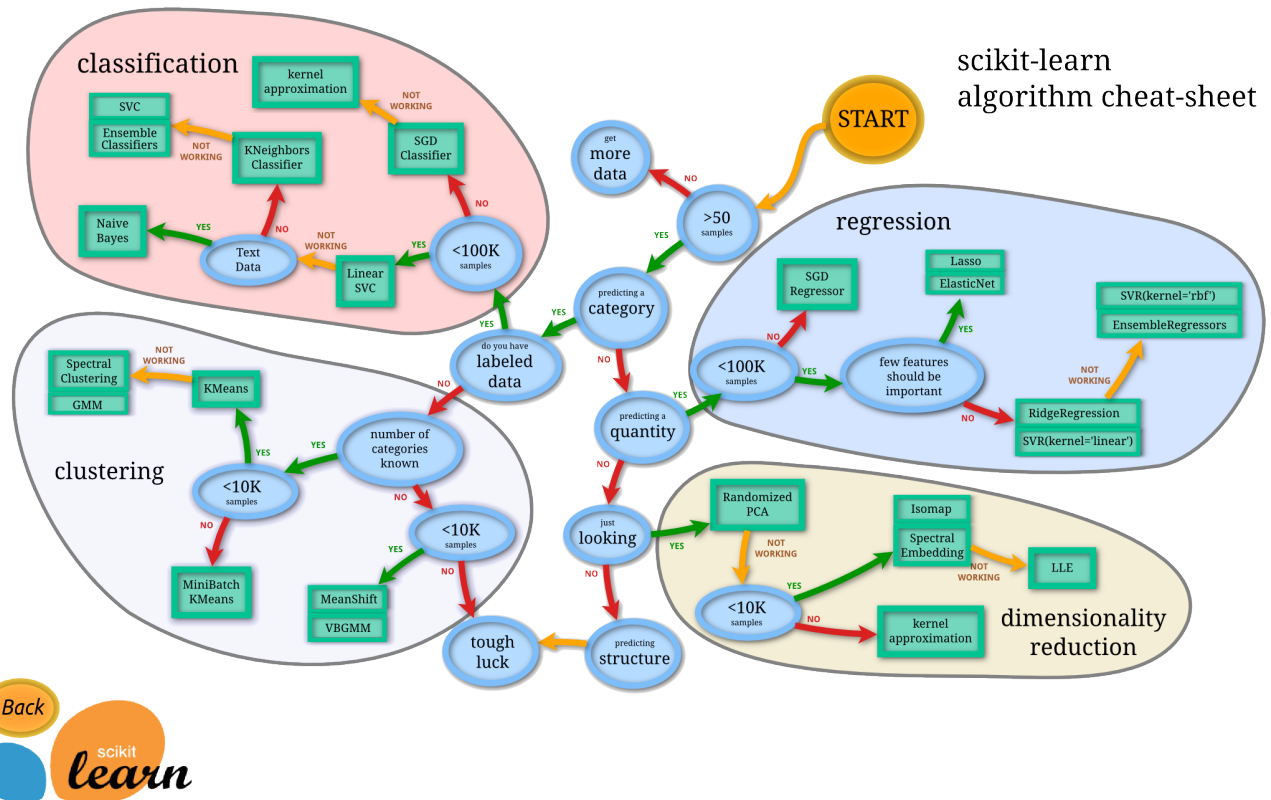 scikit-learn
algorithm cheat-sheet
START
get
more
data
NO
>50
samples
YES
predicting a
category
YES
NO
do you have
labeled
data
YES
NO
predicting a
quantity
YES
NO
just
looking
YES
NO
predicting
structure
tough
luck
classification
kernel
approximation
NOT
WORKING
SGD
Classifier
NO
<100K
samples
YES
Linear
SVC
NOT
WORKING
Text
Data
YES
NO
Naive
Bayes
KNeighbors
Classifier
NOT
WORKING
SVC
Ensemble
Classifiers
clustering
number of
categories
known
YES
NO
<10K
samples
YES
NO
KMeans
NOT
WORKING
Spectral
Clustering
GMM
MiniBatch
KMeans
<10K
samples
YES
NO
MeanShift
VBGMM
regression
<100K
samples
NO
YES
SGD
Regressor
few features
should be
important
YES
NO
Lasso
ElasticNet
RidgeRegression
SVR(kernel='linear')
NOT
WORKING
SVR(kernel='rbf')
EnsembleRegressors
dimensionality
reduction
Randomized
PCA
NOT
WORKING
<10K
samples
YES
NO
Isomap
Spectral
Embedding
NOT
WORKING
LLE
kernel
approximation
Back
scikit
learn